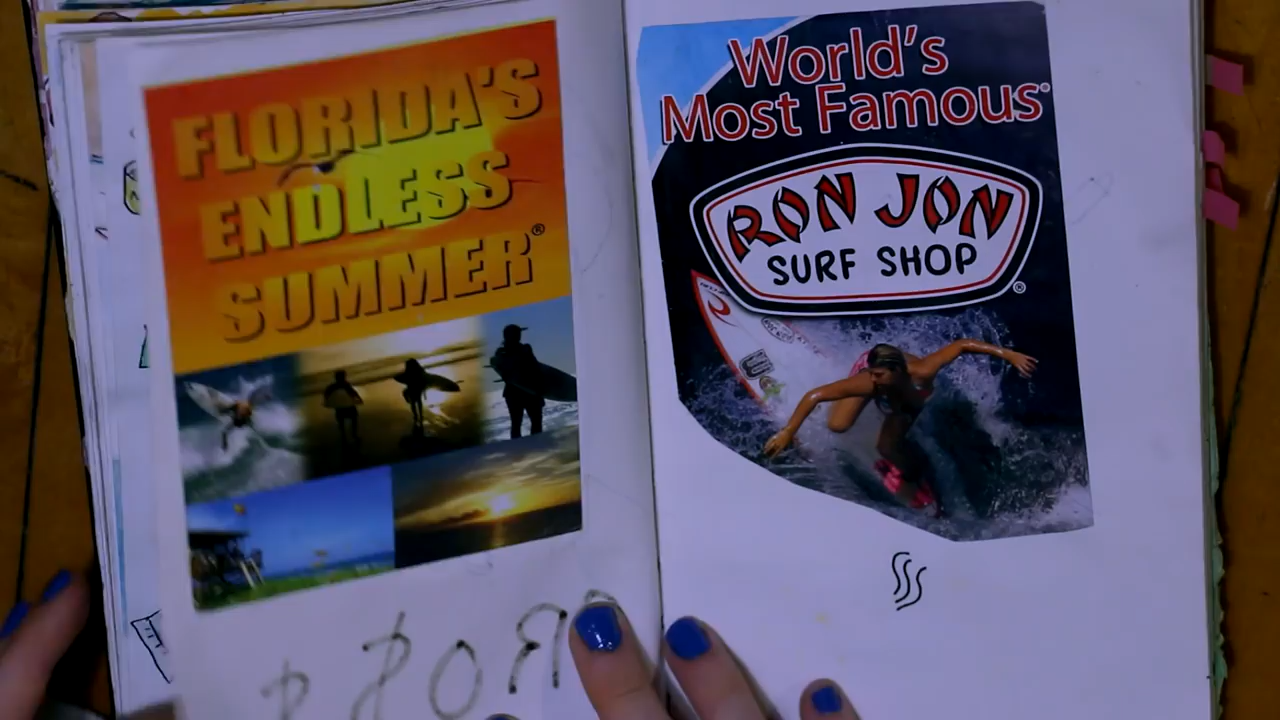 FLORIDA'S
ENDLESS
SUMMER®
World's
Most Famous®
RON JON
SURF SHOP®